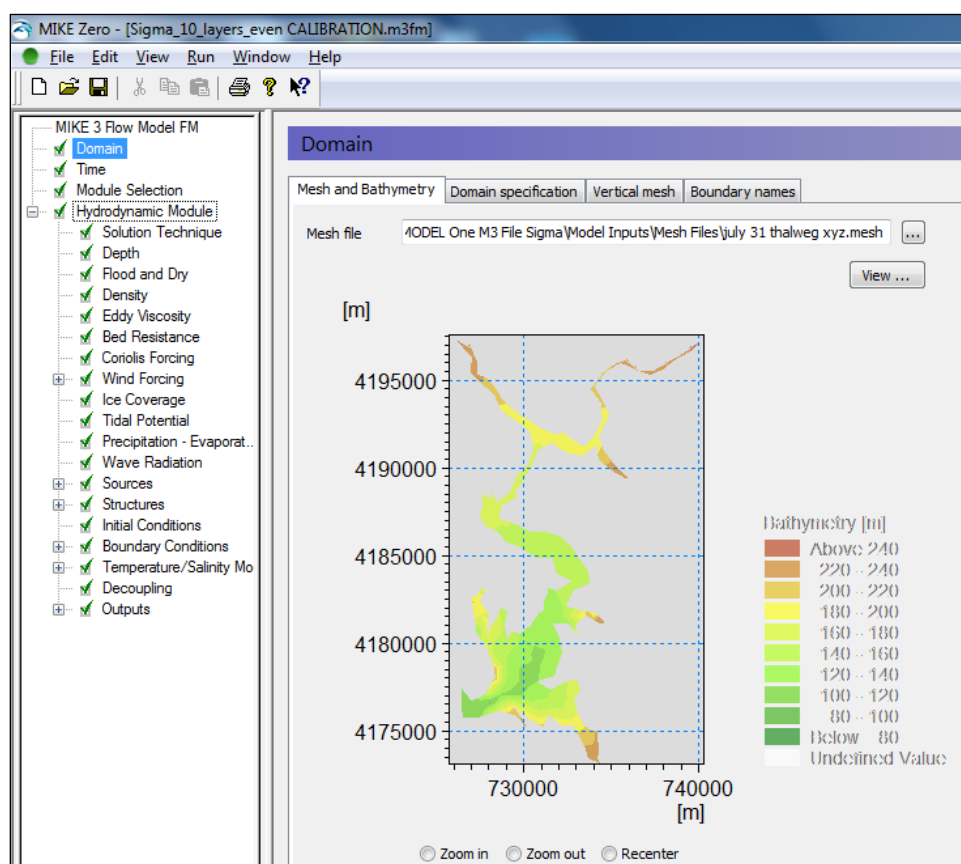 MIKE Zero - [Sigma_10_layers_even CALIBRATION.m3fm]
File Edit View Run Window Help
MIKE 3 Flow Model FM
Domain
Time
Module Selection
Hydrodynamic Module
Solution Technique
Depth
Flood and Dry
Density
Eddy Viscosity
Bed Resistance
Coriolis Forcing
Wind Forcing
Ice Coverage
Tidal Potential
Precipitation - Evaporat..
Wave Radiation
Sources
Structures
Initial Conditions
Boundary Conditions
Temperature/Salinity Mo
Decoupling
Outputs
Domain
Mesh and Bathymetry Domain specification Vertical mesh Boundary names
Mesh file MODEL One M3 File Sigma\Model Inputs\Mesh Files\july 31 thalweg xyz.mesh ...
View ...
[m]
4195000
4190000
4185000
4180000
4175000
730000 740000
[m]
Bathymetry [m]
Above 240
220 - 240
200 - 220
180 - 200
160 - 180
140 - 160
120 - 140
100 - 120
80 - 100
Below 80
Undefined Value
Zoom in Zoom out Recenter